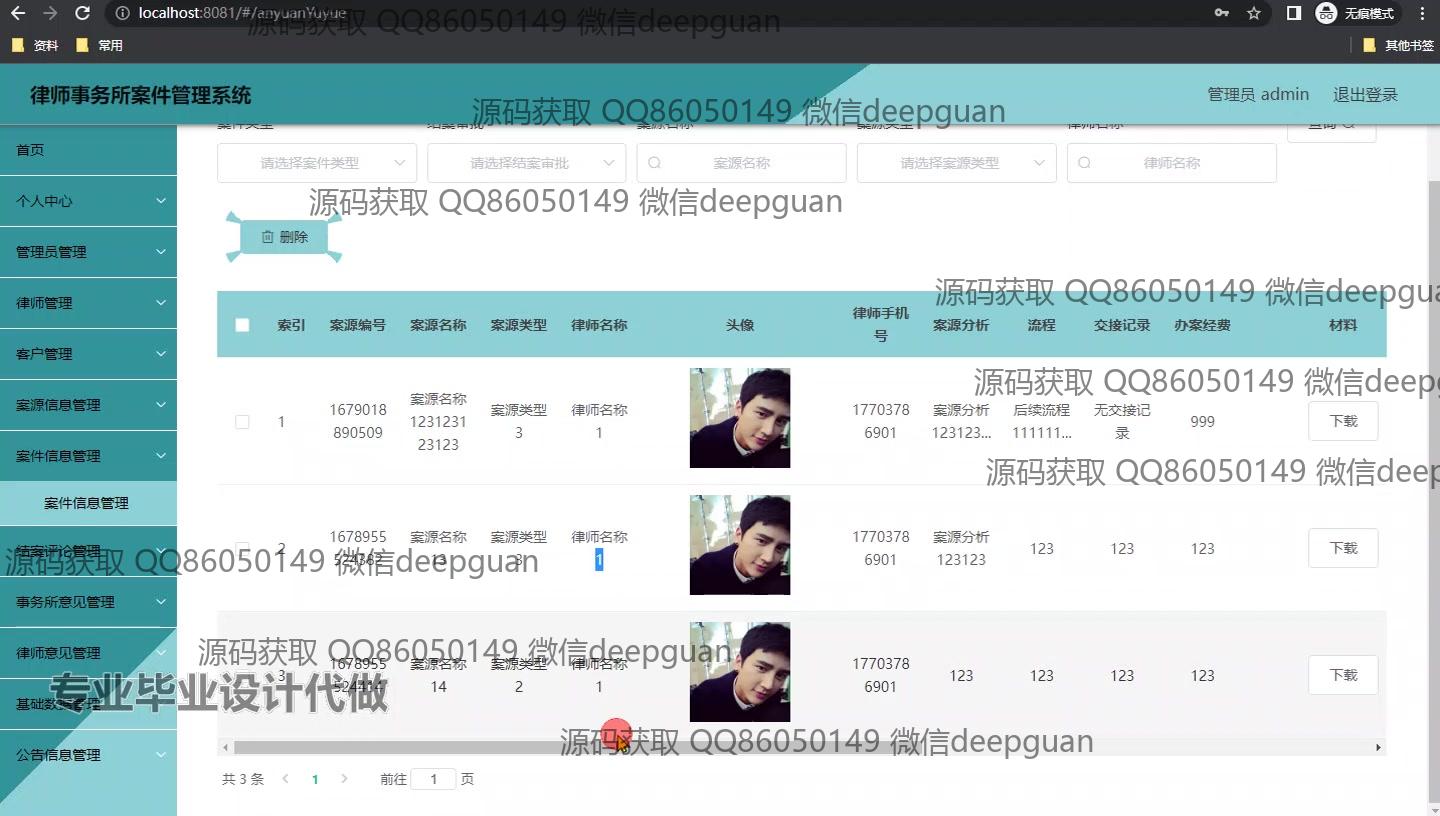 localhost:8081/#/anyuanYuyue
无痕模式
资料
常用
其他书签
源码获取 QQ86050149 微信deepguan
律师事务所案件管理系统
管理员 admin
退出登录
源码获取 QQ86050149 微信deepguan
首页
个人中心
管理员管理
律师管理
客户管理
案源信息管理
案件信息管理
案件信息管理
结案评论管理
事务所意见管理
律师意见管理
基础数据管理
公告信息管理
案件类型
结案审批
案源名称
案源类型
律师名称
查询
请选择案件类型
请选择结案审批
案源名称
请选择案源类型
律师名称
源码获取 QQ86050149 微信deepguan
删除
源码获取 QQ86050149 微信deepgua
索引 案源编号 案源名称 案源类型 律师名称 头像 律师手机号 案源分析 流程 交接记录 办案经费 材料
源码获取 QQ86050149 微信deep
1 1679018890509 案源名称123123123123 案源类型3 律师名称1 17703786901 案源分析123123... 后续流程111111... 无交接记录 999 下载
源码获取 QQ86050149 微信deep
2 1678955524382 案源名称13 案源类型3 律师名称1 17703786901 案源分析123123 123 123 123 下载
源码获取 QQ86050149 微信deepguan
源码获取 QQ86050149 微信deepguan
3 1678955524414 案源名称14 案源类型2 律师名称1 17703786901 123 123 123 123 下载
专业毕业设计代做
源码获取 QQ86050149 微信deepguan
共 3 条 1 前往 1 页